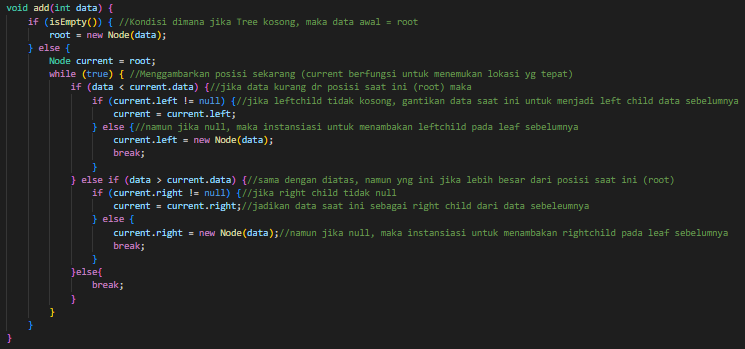 void add(int data) {
    if (isEmpty()) { //Kondisi dimana jika Tree kosong, maka data awal = root
        root = new Node(data);
    } else {
        Node current = root;
        while (true) { //Menggambarkan posisi sekarang (current berfungsi untuk menemukan lokasi yg tepat)
            if (data < current.data) {//jika data kurang dr posisi saat ini (root) maka
                if (current.left != null) {//jika leftchild tidak kosong, gantikan data saat ini untuk menjadi left child data sebelumnya
                    current = current.left;
                } else {//namun jika null, maka instansiasi untuk menambakan leftchild pada leaf sebelumnya
                    current.left = new Node(data);
                    break;
                }
            } else if (data > current.data) {//sama dengan diatas, namun yng ini jika lebih besar dari posisi saat ini (root)
                if (current.right != null) {//jika right child tidak null
                    current = current.right;//jadikan data saat ini sebagai right child dari data sebeleumnya
                } else {
                    current.right = new Node(data);//namun jika null, maka instansiasi untuk menambakan rightchild pada leaf sebelumnya
                    break;
                }
            }else{
                break;
            }
        }
    }
}